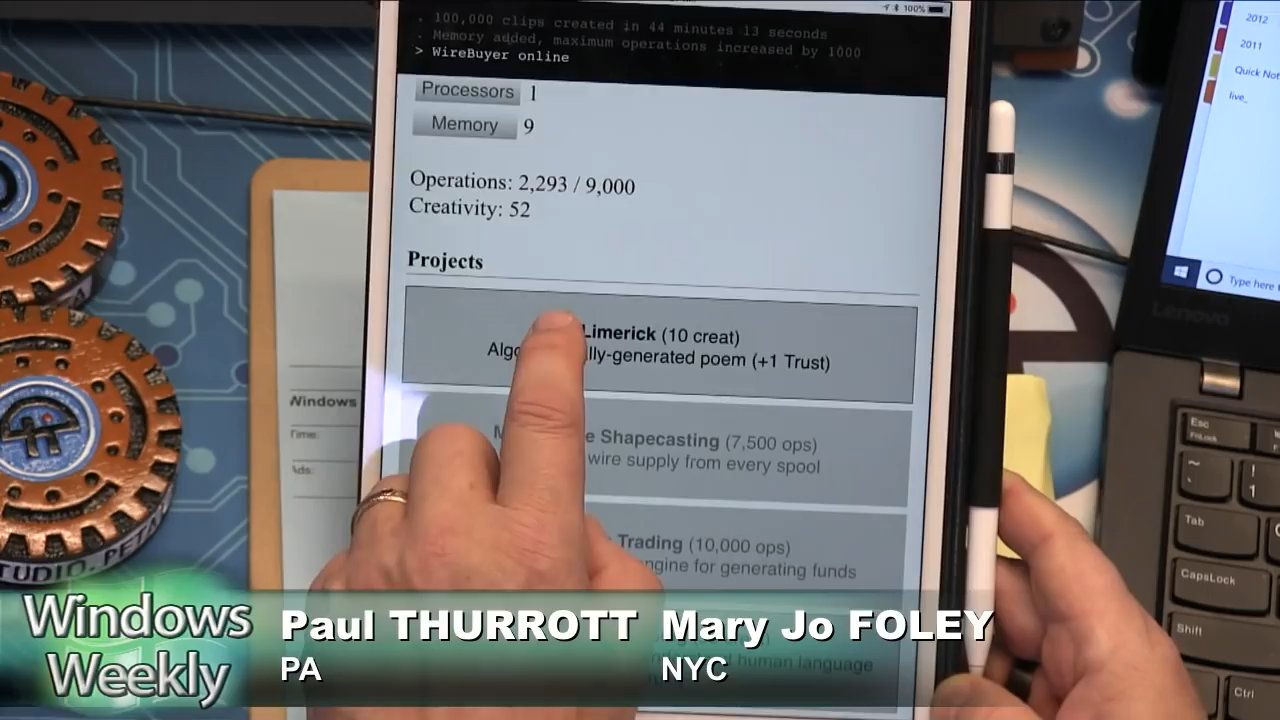 100%
. 100,000 clips created in 44 minutes 13 seconds
. Memory added, maximum operations increased by 1000
> WireBuyer online
Processors 1
Memory 9
Operations: 2,293 / 9,000
Creativity: 52
Projects
Limerick (10 creat)
lly-generated poem (+1 Trust)
e Shapecasting (7,500 ops)
wire supply from every spool
Trading (10,000 ops)
ngine for generating funds
human language
Windows
Time:
Ads:
2012
2011
Quick Not
live_
Type here
Lenovo
Esc
FnLock
~
!
1
Tab
CapsLock
Shift
Ctrl
TUDIO, PETA
Windows
Weekly
Paul THURROTT Mary Jo FOLEY
PA NYC